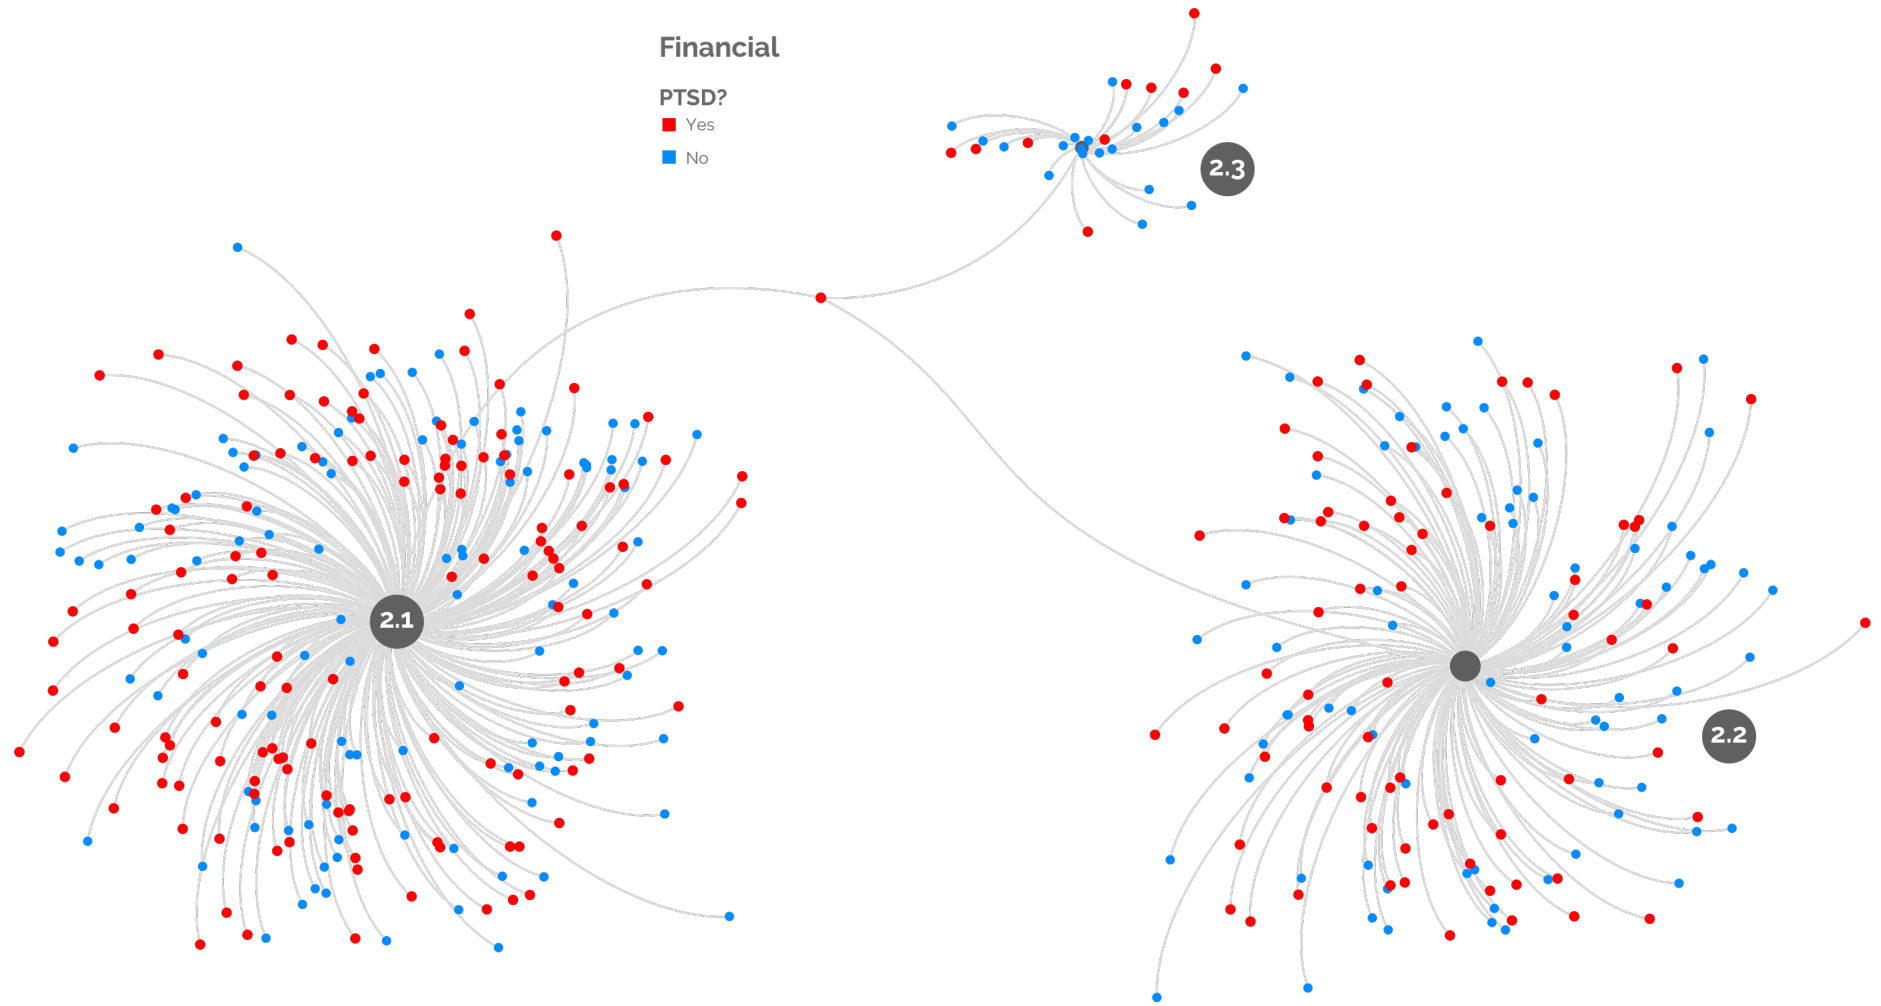 Financial
PTSD?
Yes
No
2.3
2.1
2.2